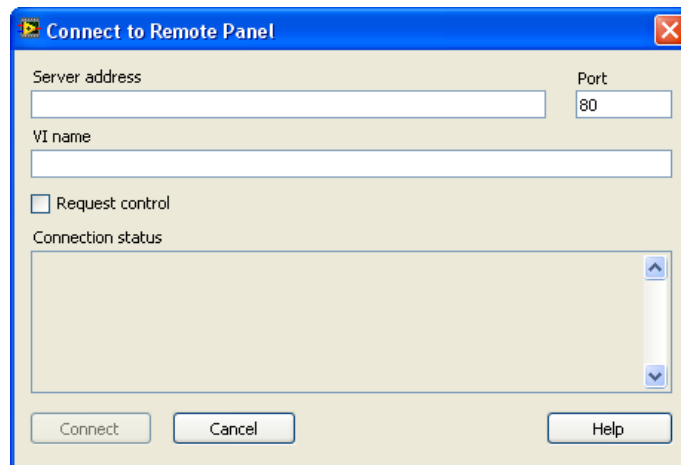 Connect to Remote Panel
Server address Port
80
VI name
Request control
Connection status
Connect Cancel Help